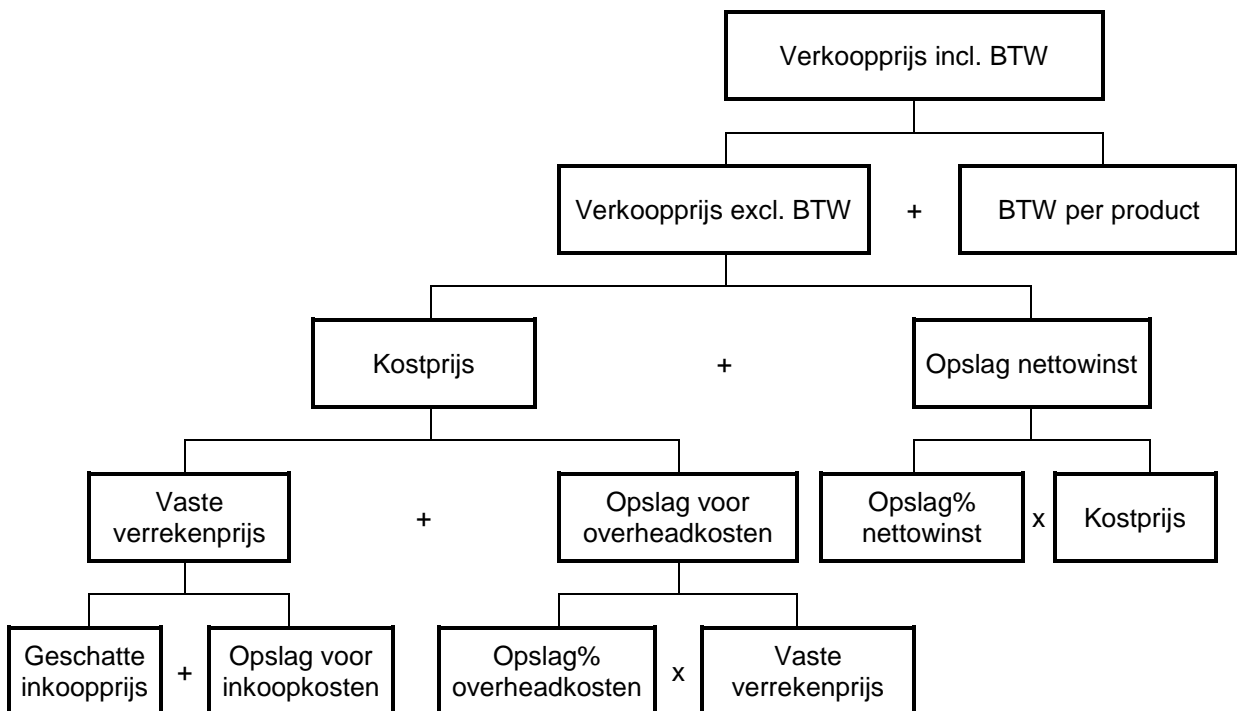 Verkoopprijs incl. BTW
Verkoopprijs excl. BTW
+
BTW per product
Kostprijs
+
Opslag nettowinst
Vaste
verrekenprijs
+
Opslag voor
overheadkosten
Opslag%
nettowinst
x
Kostprijs
Geschatte
inkoopprijs
+
Opslag voor
inkoopkosten
Opslag%
overheadkosten
x
Vaste
verrekenprijs